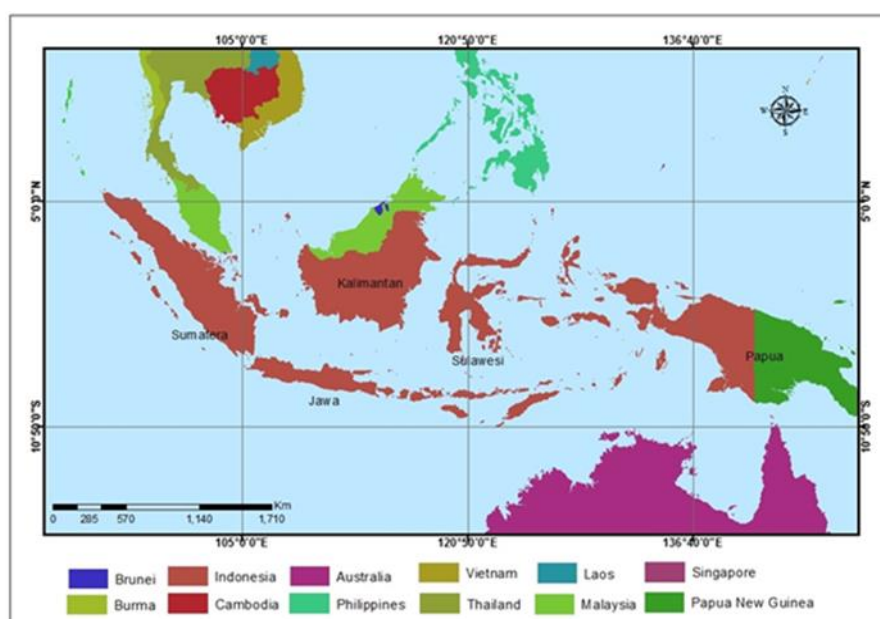 105°0'0"E 120°50'0"E 136°40'0"E
N
W E
S
5°0'0"N 5°0'0"N
Kalimantan
Sumatera
Sulawesi
Papua
Jawa
10°50'0"S 10°50'0"S
Km
0 285 570 1,140 1,710
105°0'0"E 120°50'0"E 136°40'0"E
Brunei Indonesia Australia Vietnam Laos Singapore
Burma Cambodia Philippines Thailand Malaysia Papua New Guinea